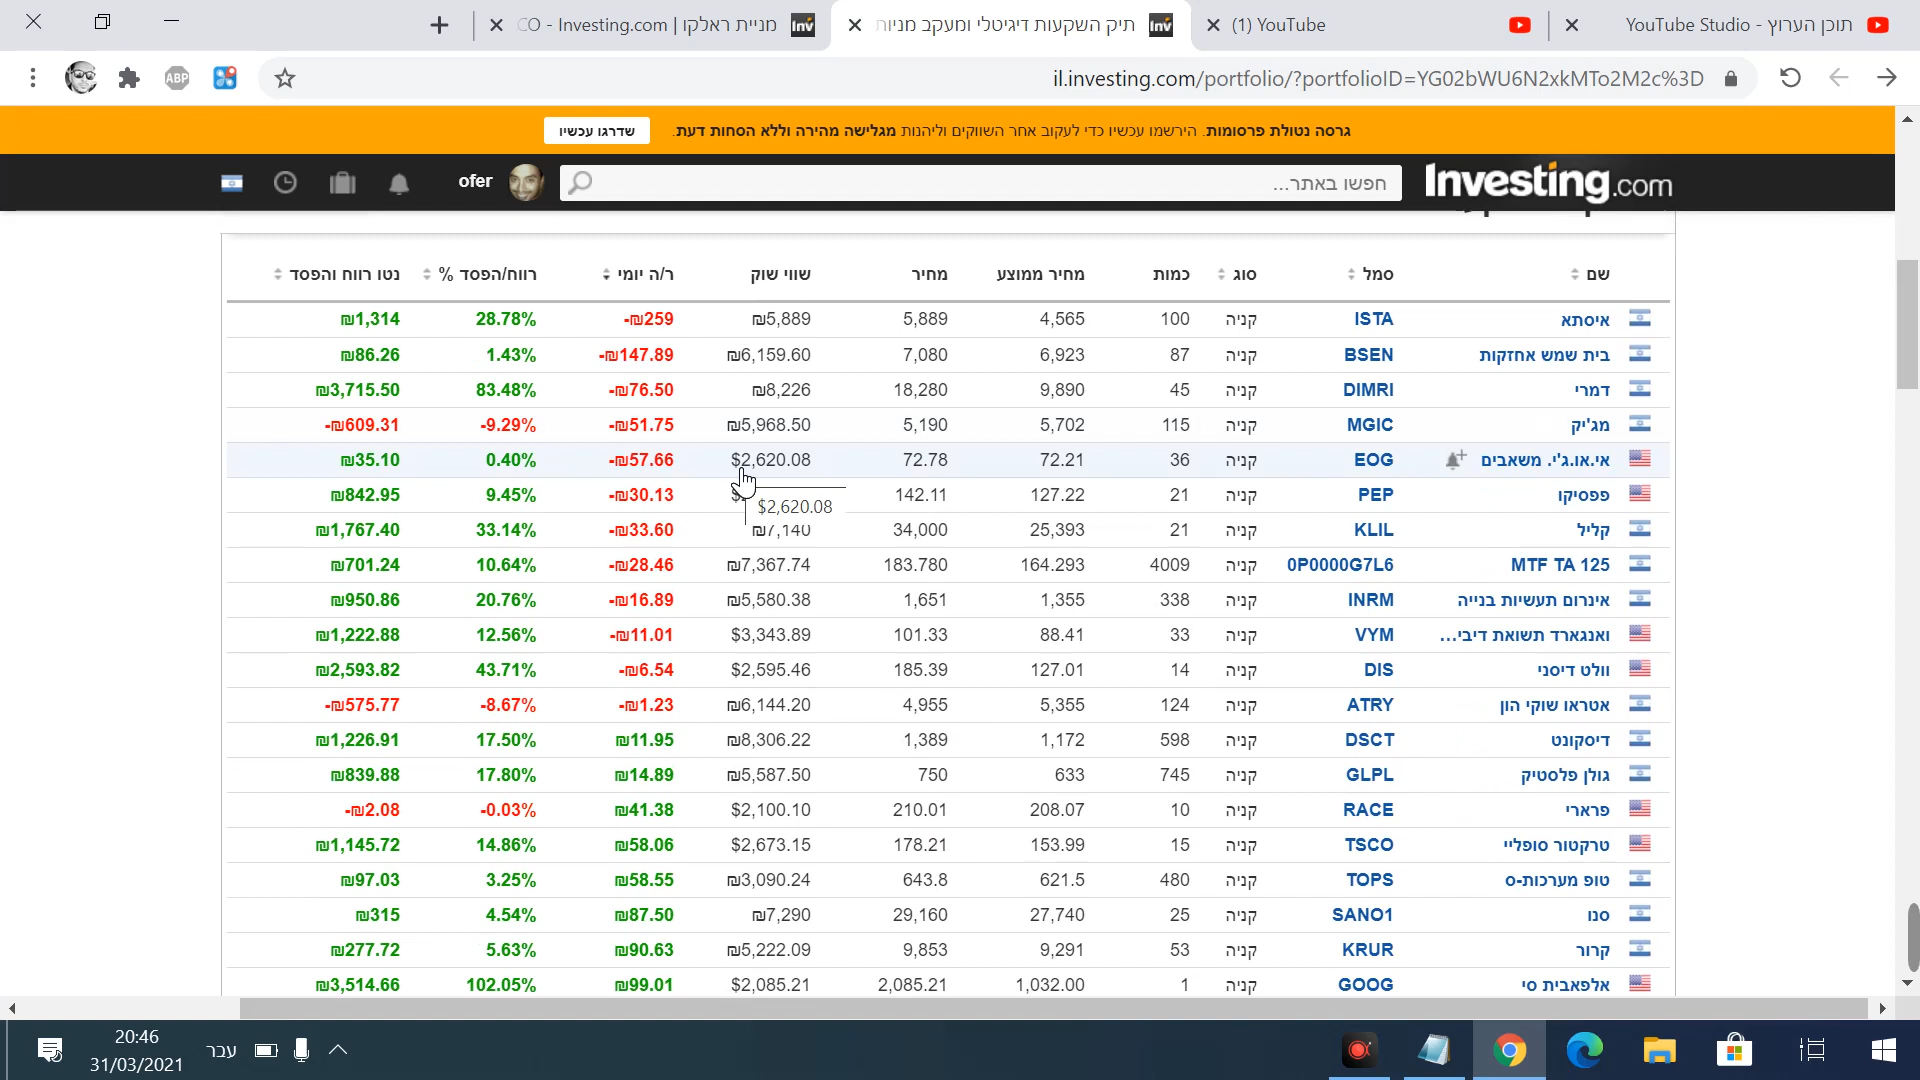 תוכן הערוץ - YouTube Studio
(1) YouTube
תיק השקעות דיגיטלי ומעקב מניות
מניית ראלקו | CO - Investing.com
il.investing.com/portfolio/?portfolioID=YG02bWU6N2xkMTo2M2c%3D
ABP
גרסה נטולת פרסומות. הירשמו עכשיו כדי לעקוב אחר השווקים וליהנות מגלישה מהירה וללא הסחות דעת. שדרגו עכשיו
Investing.com חפשו באתר... ofer
שם סמל סוג כמות מחיר ממוצע מחיר שווי שוק ר/ה יומי רווח/הפסד % נטו רווח והפסד
איסתא ISTA קניה 100 4,565 5,889 ₪5,889 -₪259 28.78% ₪1,314
בית שמש אחזקות BSEN קניה 87 6,923 7,080 ₪6,159.60 -₪147.89 1.43% ₪86.26
דמרי DIMRI קניה 45 9,890 18,280 ₪8,226 -₪76.50 83.48% ₪3,715.50
מג'יק MGIC קניה 115 5,702 5,190 ₪5,968.50 -₪51.75 -9.29% -₪609.31
אי.או.ג'י. משאבים EOG קניה 36 72.21 72.78 $2,620.08 -₪57.66 0.40% ₪35.10
פפסיקו PEP קניה 21 127.22 142.11 -₪30.13 9.45% ₪842.95
$2,620.08
קליל KLIL קניה 21 25,393 34,000 ₪7,140 -₪33.60 33.14% ₪1,767.40
MTF TA 125 0P0000G7L6 קניה 4009 164.293 183.780 ₪7,367.74 -₪28.46 10.64% ₪701.24
אינרום תעשיות בנייה INRM קניה 338 1,355 1,651 ₪5,580.38 -₪16.89 20.76% ₪950.86
ואנגארד תשואת דיבי... VYM קניה 33 88.41 101.33 $3,343.89 -₪11.01 12.56% ₪1,222.88
וולט דיסני DIS קניה 14 127.01 185.39 $2,595.46 -₪6.54 43.71% ₪2,593.82
אטראו שוקי הון ATRY קניה 124 5,355 4,955 ₪6,144.20 -₪1.23 -8.67% -₪575.77
דיסקונט DSCT קניה 598 1,172 1,389 ₪8,306.22 ₪11.95 17.50% ₪1,226.91
גולן פלסטיק GLPL קניה 745 633 750 ₪5,587.50 ₪14.89 17.80% ₪839.88
פרארי RACE קניה 10 208.07 210.01 $2,100.10 ₪41.38 -0.03% -₪2.08
טרקטור סופליי TSCO קניה 15 153.99 178.21 $2,673.15 ₪58.06 14.86% ₪1,145.72
טופ מערכות-ס TOPS קניה 480 621.5 643.8 ₪3,090.24 ₪58.55 3.25% ₪97.03
סנו SANO1 קניה 25 27,740 29,160 ₪7,290 ₪87.50 4.54% ₪315
קרור KRUR קניה 53 9,291 9,853 ₪5,222.09 ₪90.63 5.63% ₪277.72
אלפאבית סי GOOG קניה 1 1,032.00 2,085.21 $2,085.21 ₪99.01 102.05% ₪3,514.66
עבר
20:46
31/03/2021